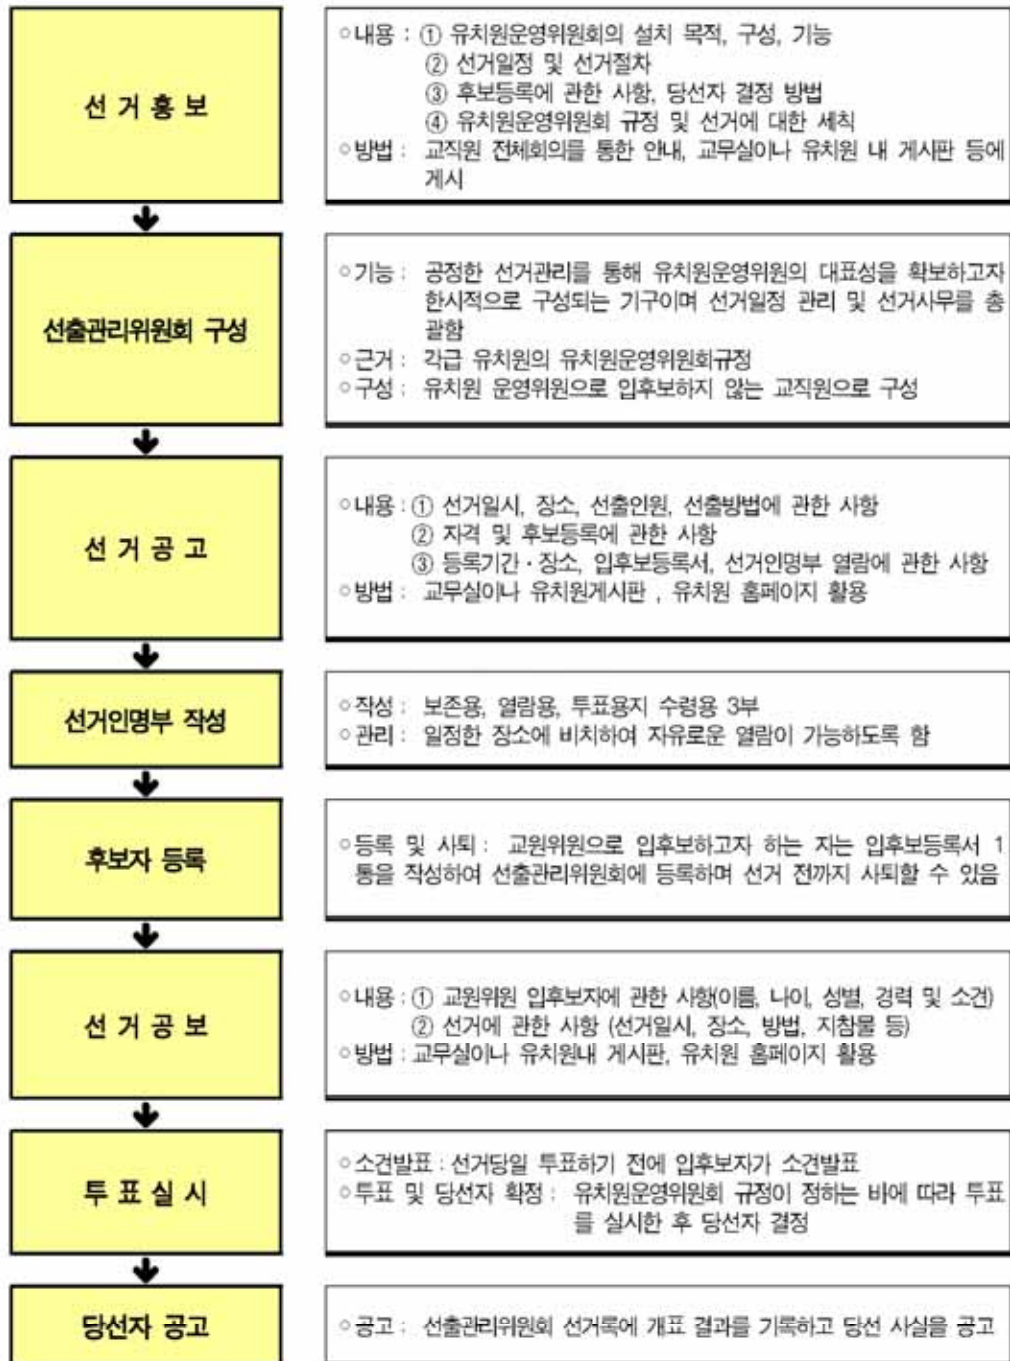 선 거 홍 보
○내용 : ① 유치원운영위원회의 설치 목적, 구성, 기능
② 선거일정 및 선거절차
③ 후보등록에 관한 사항, 당선자 결정 방법
④ 유치원운영위원회 규정 및 선거에 대한 세칙
○방법 : 교직원 전체회의를 통한 안내, 교무실이나 유치원 내 게시판 등에
게시
선출관리위원회 구성
○기능 : 공정한 선거관리를 통해 유치원운영위원의 대표성을 확보하고자
한시적으로 구성되는 기구이며 선거일정 관리 및 선거사무를 총
괄함
○근거 : 각급 유치원의 유치원운영위원회규정
○구성 : 유치원 운영위원으로 입후보하지 않는 교직원으로 구성
선 거 공 고
○내용 : ① 선거일시, 장소, 선출인원, 선출방법에 관한 사항
② 자격 및 후보등록에 관한 사항
③ 등록기간·장소, 입후보등록서, 선거인명부 열람에 관한 사항
○방법 : 교무실이나 유치원게시판 , 유치원 홈페이지 활용
선거인명부 작성
○작성 : 보존용, 열람용, 투표용지 수령용 3부
○관리 : 일정한 장소에 비치하여 자유로운 열람이 가능하도록 함
후보자 등록
○등록 및 사퇴 : 교원위원으로 입후보하고자 하는 자는 입후보등록서 1
통을 작성하여 선출관리위원회에 등록하며 선거 전까지 사퇴할 수 있음
선 거 공 보
○내용 : ① 교원위원 입후보자에 관한 사항(이름, 나이, 성별, 경력 및 소견)
② 선거에 관한 사항 (선거일시, 장소, 방법, 지참물 등)
○방법 : 교무실이나 유치원내 게시판, 유치원 홈페이지 활용
투 표 실 시
○소견발표 : 선거당일 투표하기 전에 입후보자가 소견발표
○투표 및 당선자 확정 : 유치원운영위원회 규정이 정하는 바에 따라 투표
를 실시한 후 당선자 결정
당선자 공고
○공고 : 선출관리위원회 선거록에 개표 결과를 기록하고 당선 사실을 공고